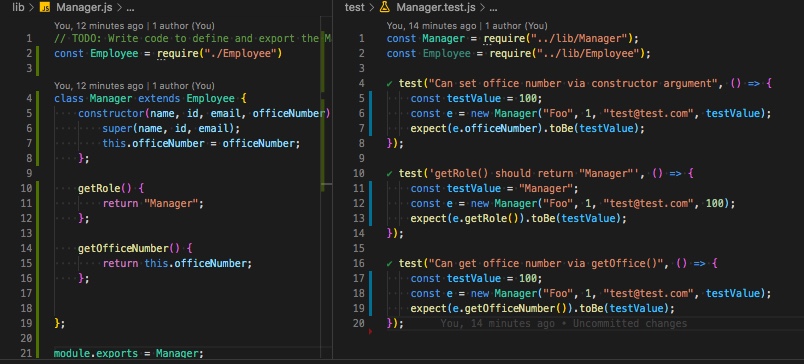 lib > JS Manager.js > ...
You, 12 minutes ago | 1 author (You)
1 // TODO: Write code to define and export the M
2 const Employee = require("./Employee")
3
You, 12 minutes ago | 1 author (You)
4 class Manager extends Employee {
5 constructor(name, id, email, officeNumber)
6 super(name, id, email);
7 this.officeNumber = officeNumber;
8 };
9
10 getRole() {
11 return "Manager";
12 };
13
14 getOfficeNumber() {
15 return this.officeNumber;
16 };
17
18
19 };
20
21 module.exports = Manager;
test > Manager.test.js > ...
You, 14 minutes ago | 1 author (You)
1 const Manager = require("../lib/Manager");
2 const Employee = require("../lib/Employee");
3
4 ✓ test("Can set office number via constructor argument", () => {
5 const testValue = 100;
6 const e = new Manager("Foo", 1, "test@test.com", testValue);
7 expect(e.officeNumber).toBe(testValue);
8 });
9
10 ✓ test('getRole() should return "Manager"', () => {
11 const testValue = "Manager";
12 const e = new Manager("Foo", 1, "test@test.com", 100);
13 expect(e.getRole()).toBe(testValue);
14 });
15
16 ✓ test("Can get office number via getOffice()", () => {
17 const testValue = 100;
18 const e = new Manager("Foo", 1, "test@test.com", testValue);
19 expect(e.getOfficeNumber()).toBe(testValue);
20 }); You, 14 minutes ago • Uncommitted changes